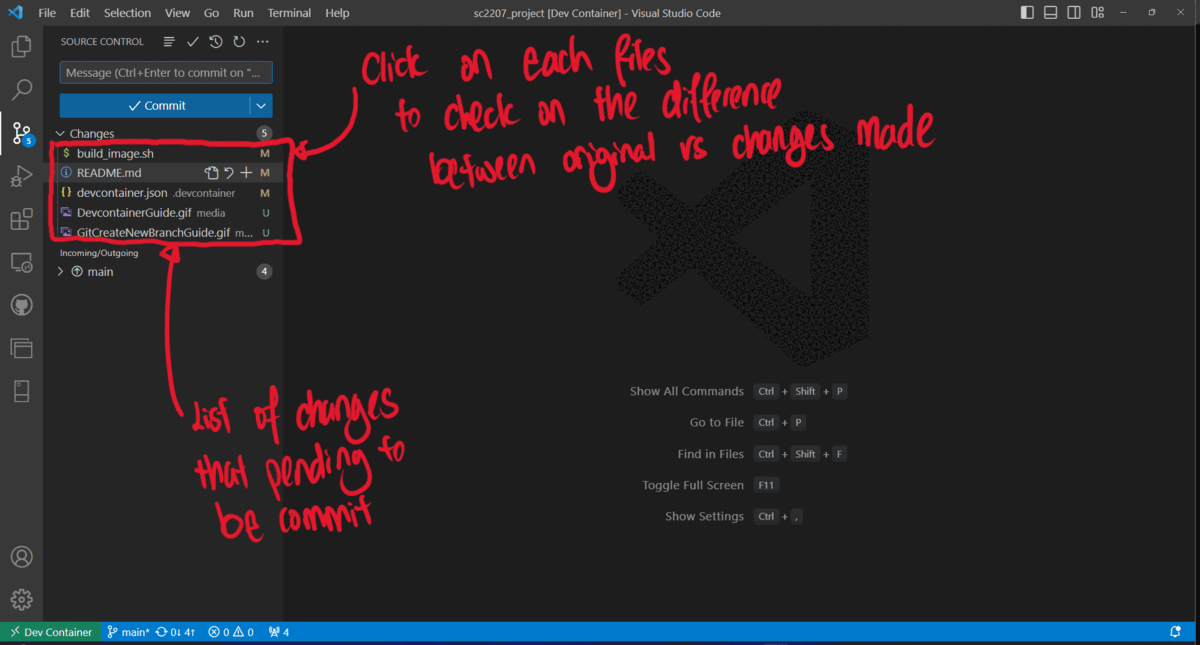 File Edit Selection View Go Run Terminal Help
sc2207_project [Dev Container] - Visual Studio Code
SOURCE CONTROL
Message (Ctrl+Enter to commit on "...
Commit
Changes 5
$ build_image.sh M
README.md M
{} devcontainer.json .devcontainer M
DevcontainerGuide.gif media U
GitCreateNewBranchGuide.gif m... U
Incoming/Outgoing
main 4
5
Click on each files
to check on the difference
between original vs changes made
List of changes
that pending to
be commit
Show All Commands Ctrl + Shift + P
Go to File Ctrl + P
Find in Files Ctrl + Shift + F
Toggle Full Screen F11
Show Settings Ctrl + ,
Dev Container main* 0↓ 4↑ 0 0 4